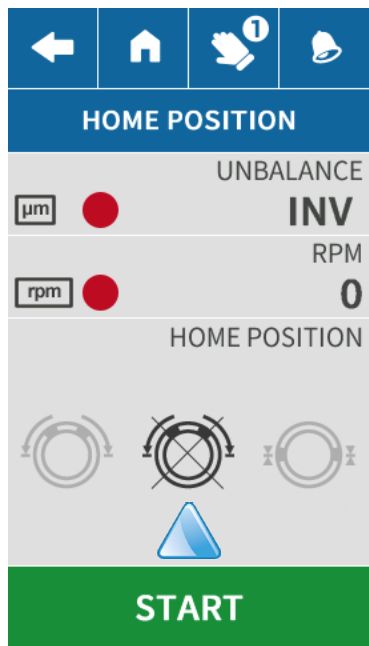 1
HOME POSITION
UNBALANCE
µm
INV
RPM
rpm
0
HOME POSITION
START